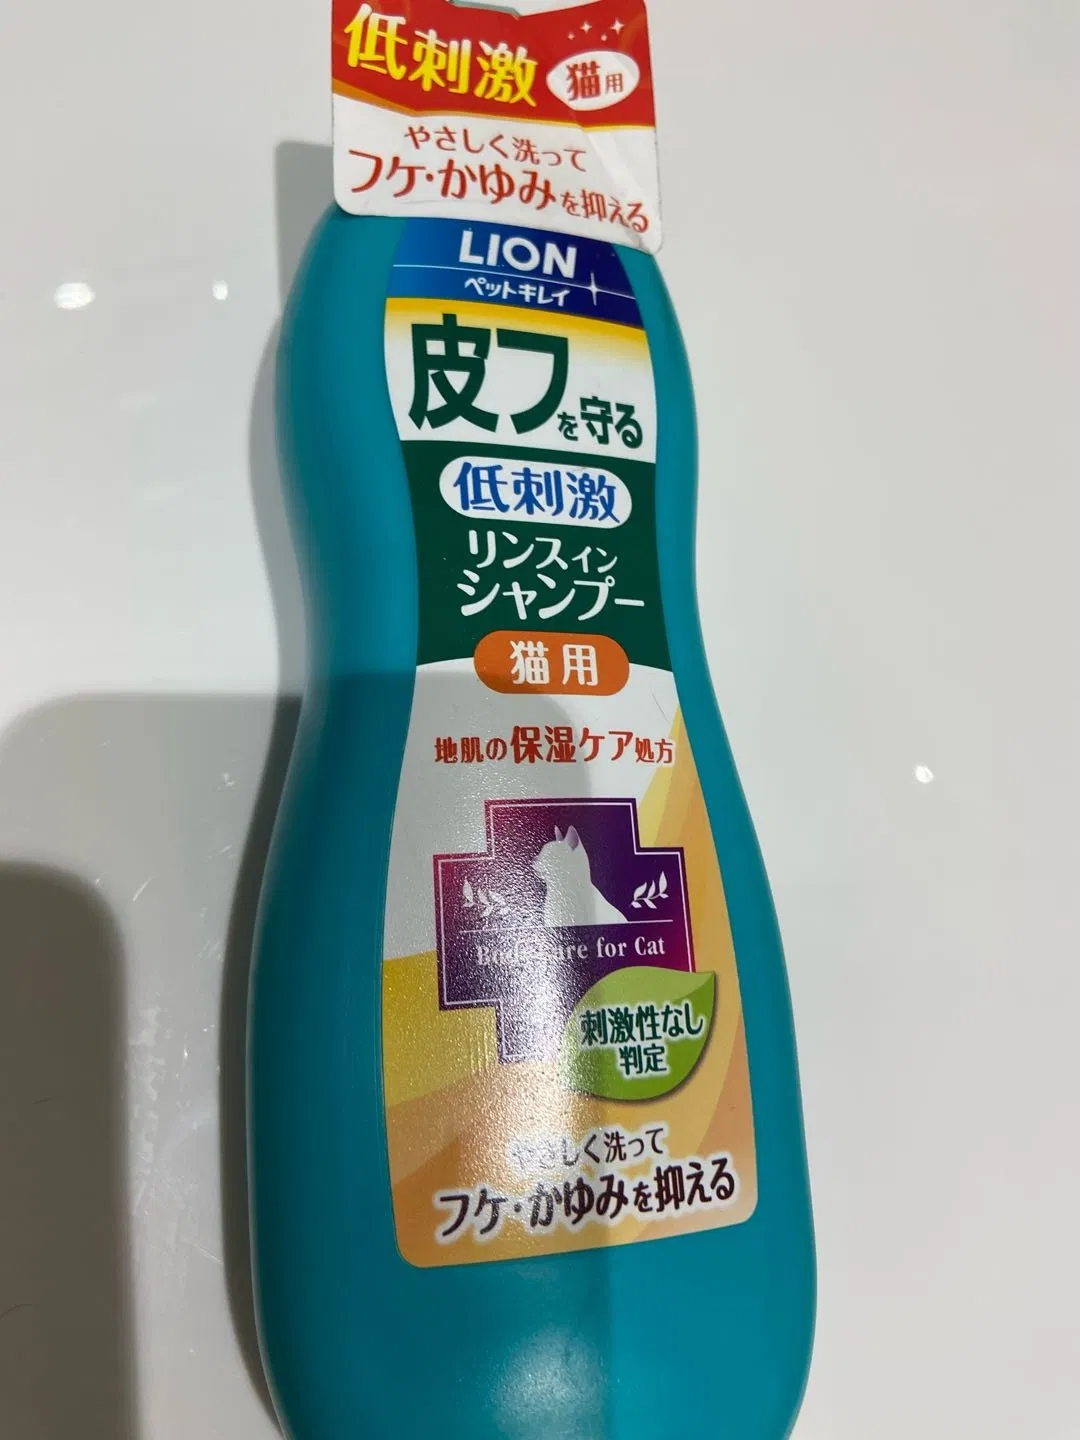 低刺激 猫用
やさしく洗って
フケ・かゆみを抑える
LION
ペットキレイ
皮フを守る
低刺激
リンスイン
シャンプー
猫用
地肌の保湿ケア処方
Body Care for Cat
刺激性なし
判定
やさしく洗って
フケ・かゆみを抑える